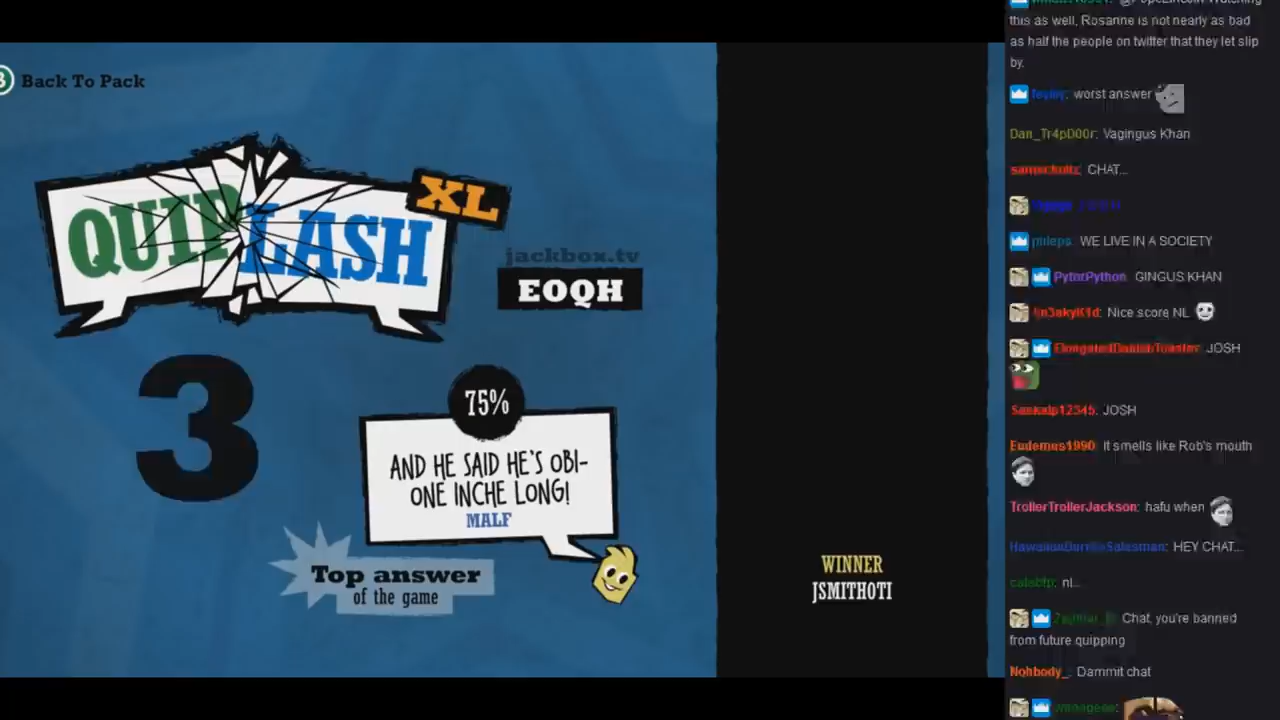 Back To Pack
QUIPLASH XL
jackbox.tv
EOQH
3
75%
AND HE SAID HE'S OBI-
ONE INCHE LONG!
MALF
Top answer
of the game
WINNER
JSMITHOTI
this as well, Rosanne is not nearly as bad
as half the people on twitter that they let slip
by.
worst answer
Dan_Tr4pD00r: Vagingus Khan
CHAT...
phleps: WE LIVE IN A SOCIETY
PytorPython: GINGUS KHAN
Nice score NL
JOSH
Sankalp12345: JOSH
Eudemus1990: It smells like Rob's mouth
TrollerTrollerJackson: hafu when
HEY CHAT...
nl..
Chat, you're banned
from future quipping
Nohbody_: Dammit chat